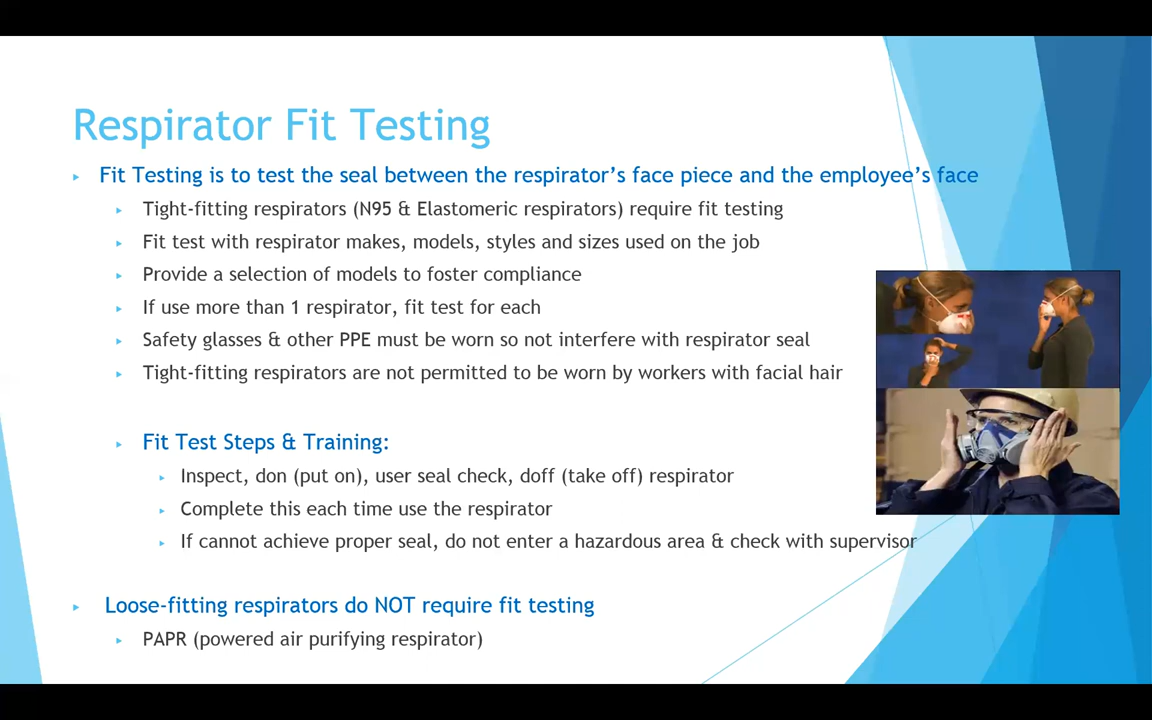 Respirator Fit Testing
Fit Testing is to test the seal between the respirator's face piece and the employee's face
Tight-fitting respirators (N95 & Elastomeric respirators) require fit testing
Fit test with respirator makes, models, styles and sizes used on the job
Provide a selection of models to foster compliance
If use more than 1 respirator, fit test for each
Safety glasses & other PPE must be worn so not interfere with respirator seal
Tight-fitting respirators are not permitted to be worn by workers with facial hair
Fit Test Steps & Training:
Inspect, don (put on), user seal check, doff (take off) respirator
Complete this each time use the respirator
If cannot achieve proper seal, do not enter a hazardous area & check with supervisor
Loose-fitting respirators do NOT require fit testing
PAPR (powered air purifying respirator)